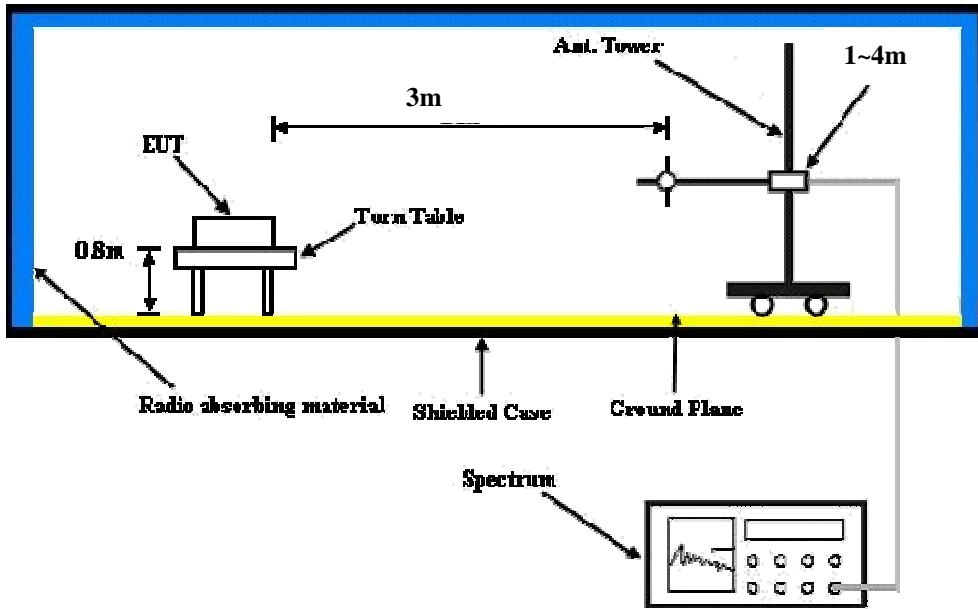 Ant. Tower
1~4m
3m
EUT
Turn Table
0.8m
Radio absorbing material
Shielded Case
Ground Plane
Spectrum